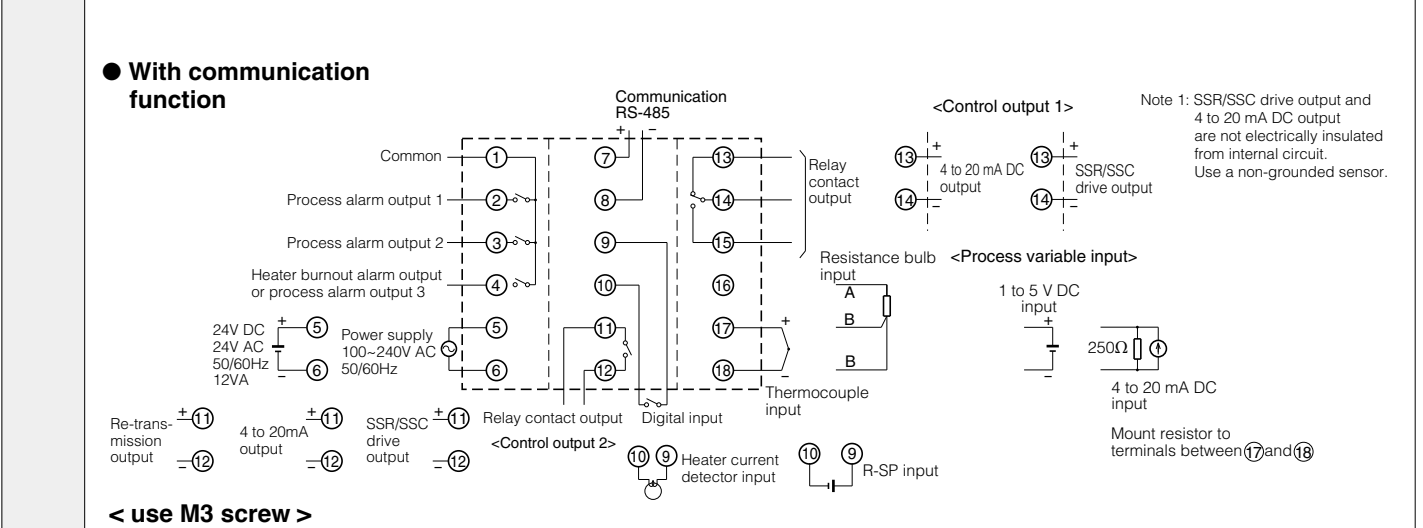 ● With communication
function
Communication
RS-485
+ −
<Control output 1>
Note 1: SSR/SSC drive output and
4 to 20 mA DC output
are not electrically insulated
from internal circuit.
Use a non-grounded sensor.
Common
Process alarm output 1
Process alarm output 2
Heater burnout alarm output
or process alarm output 3
24V DC
24V AC
50/60Hz
12VA
+ ⑤
− ⑥
Power supply
100~240V AC
50/60Hz
①
②
③
④
⑤
⑥
⑦
⑧
⑨
⑩
⑪
⑫
⑬
⑭
⑮
⑯
⑰
⑱
Relay
contact
output
⑬ +
⑭ −
4 to 20 mA DC
output
⑬ +
⑭ −
SSR/SSC
drive output
Resistance bulb
input
A
B
B
+
−
Thermocouple
input
<Process variable input>
1 to 5 V DC
input
+
−
250Ω
4 to 20 mA DC
input
Mount resistor to
terminals between ⑰ and ⑱
Re-trans-
mission
output
+ ⑪
− ⑫
4 to 20mA
output
+ ⑪
− ⑫
SSR/SSC
drive
output
+ ⑪
− ⑫
Relay contact output
<Control output 2>
Digital input
⑩ ⑨
Heater current
detector input
⑩ ⑨
R-SP input
< use M3 screw >